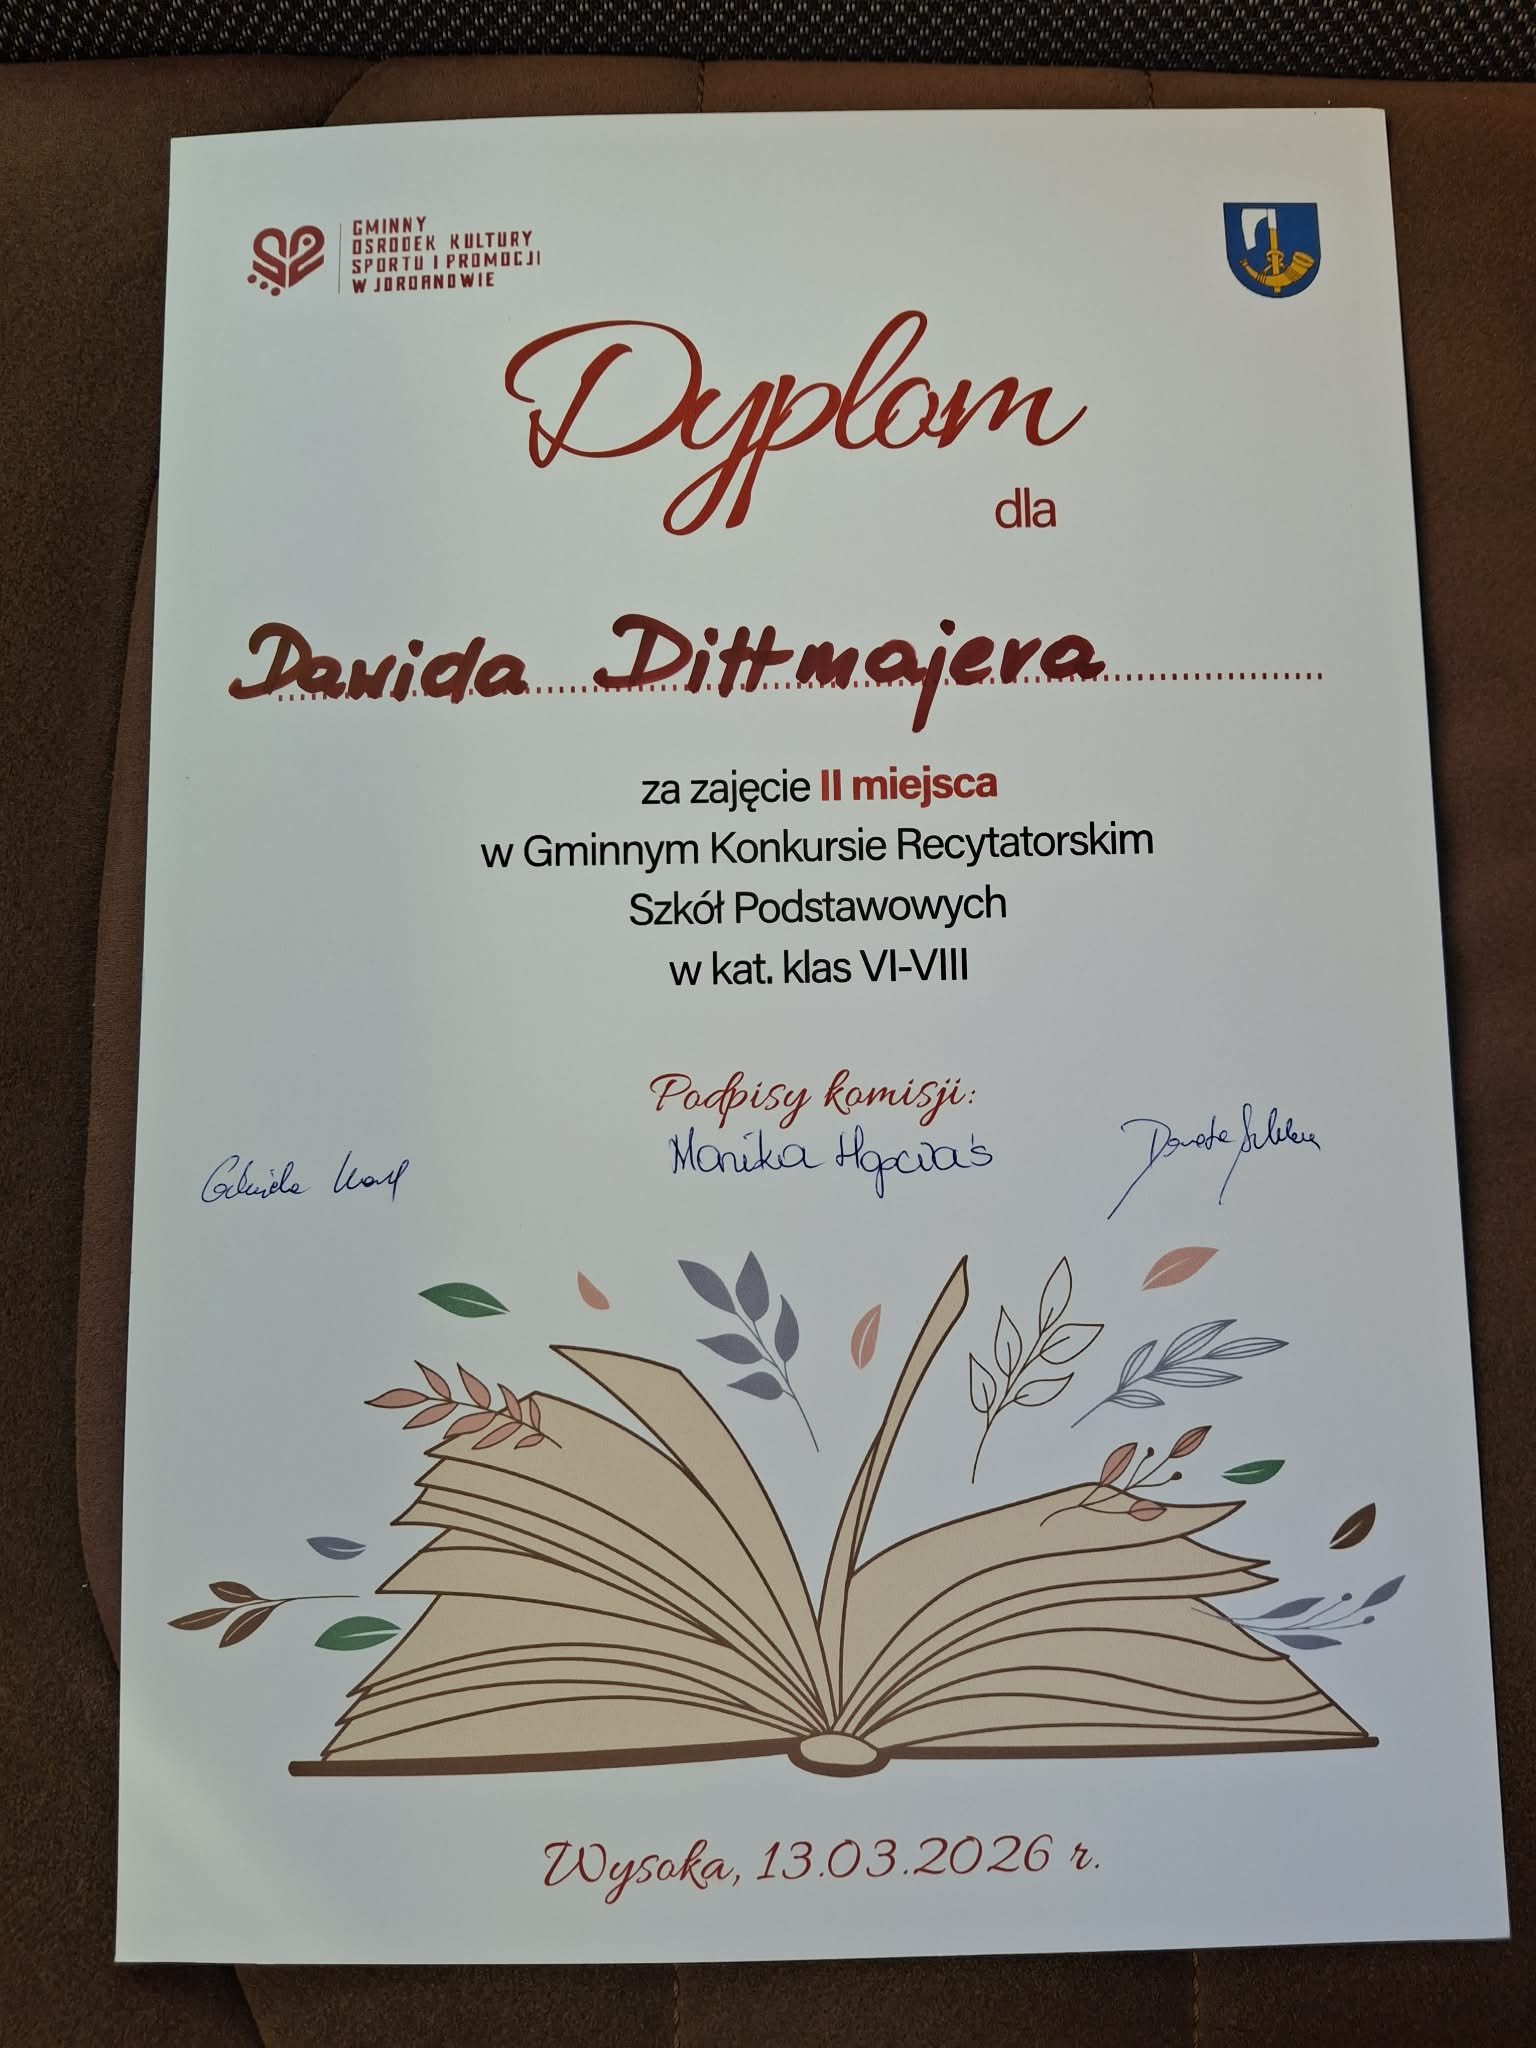 GMINNY
OŚRODEK KULTURY
SPORTU I PROMOCJI
W JORDANOWIE
Dyplom
dla
Dawida Dittmajera
za zajęcie II miejsca
w Gminnym Konkursie Recytatorskim
Szkół Podstawowych
w kat. klas VI-VIII
Podpisy komisji:
Monika
Wysoka, 13.03.2026 r.